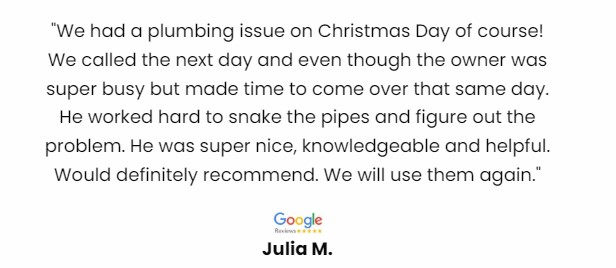 "We had a plumbing issue on Christmas Day of course!
We called the next day and even though the owner was
super busy but made time to come over that same day.
He worked hard to snake the pipes and figure out the
problem. He was super nice, knowledgeable and helpful.
Would definitely recommend. We will use them again."
Google
Reviews
Julia M.